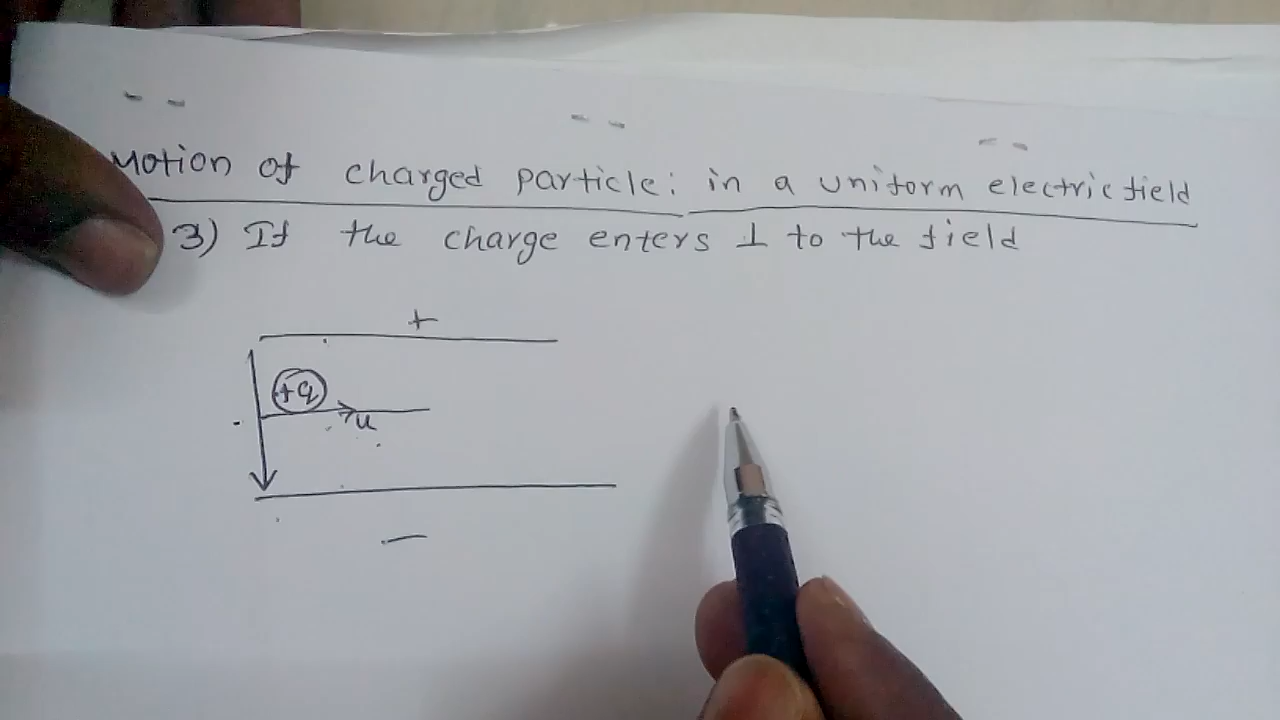 Motion of charged particle: in a uniform electric field
3) If the charge enters ⊥ to the field
+
+q
u
−